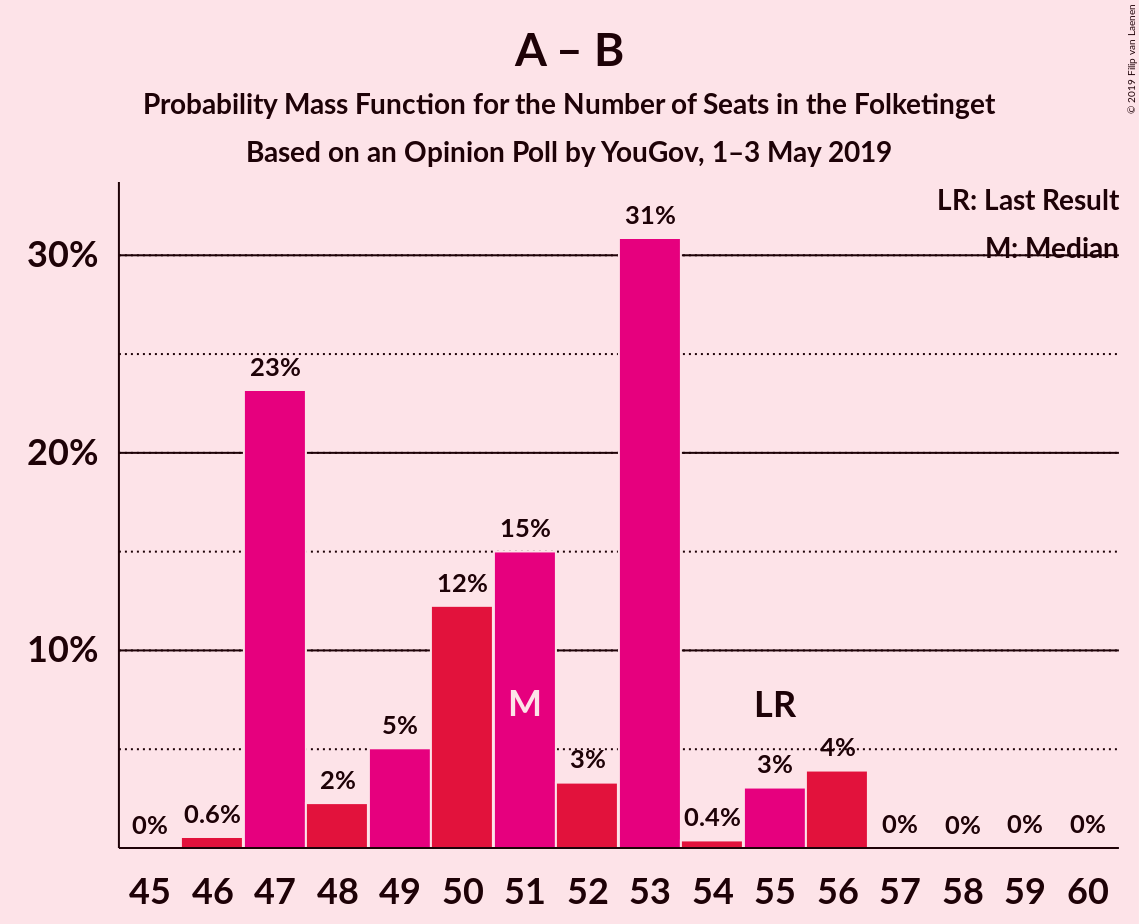 A – B
Probability Mass Function for the Number of Seats in the Folketinget
Based on an Opinion Poll by YouGov, 1–3 May 2019
© 2019 Filip van Laenen
LR: Last Result
M: Median
30%
20%
10%
0%
0.6%
23%
2%
5%
12%
15%
3%
31%
0.4%
3%
4%
0%
0%
0%
0%
M
LR
45 46 47 48 49 50 51 52 53 54 55 56 57 58 59 60